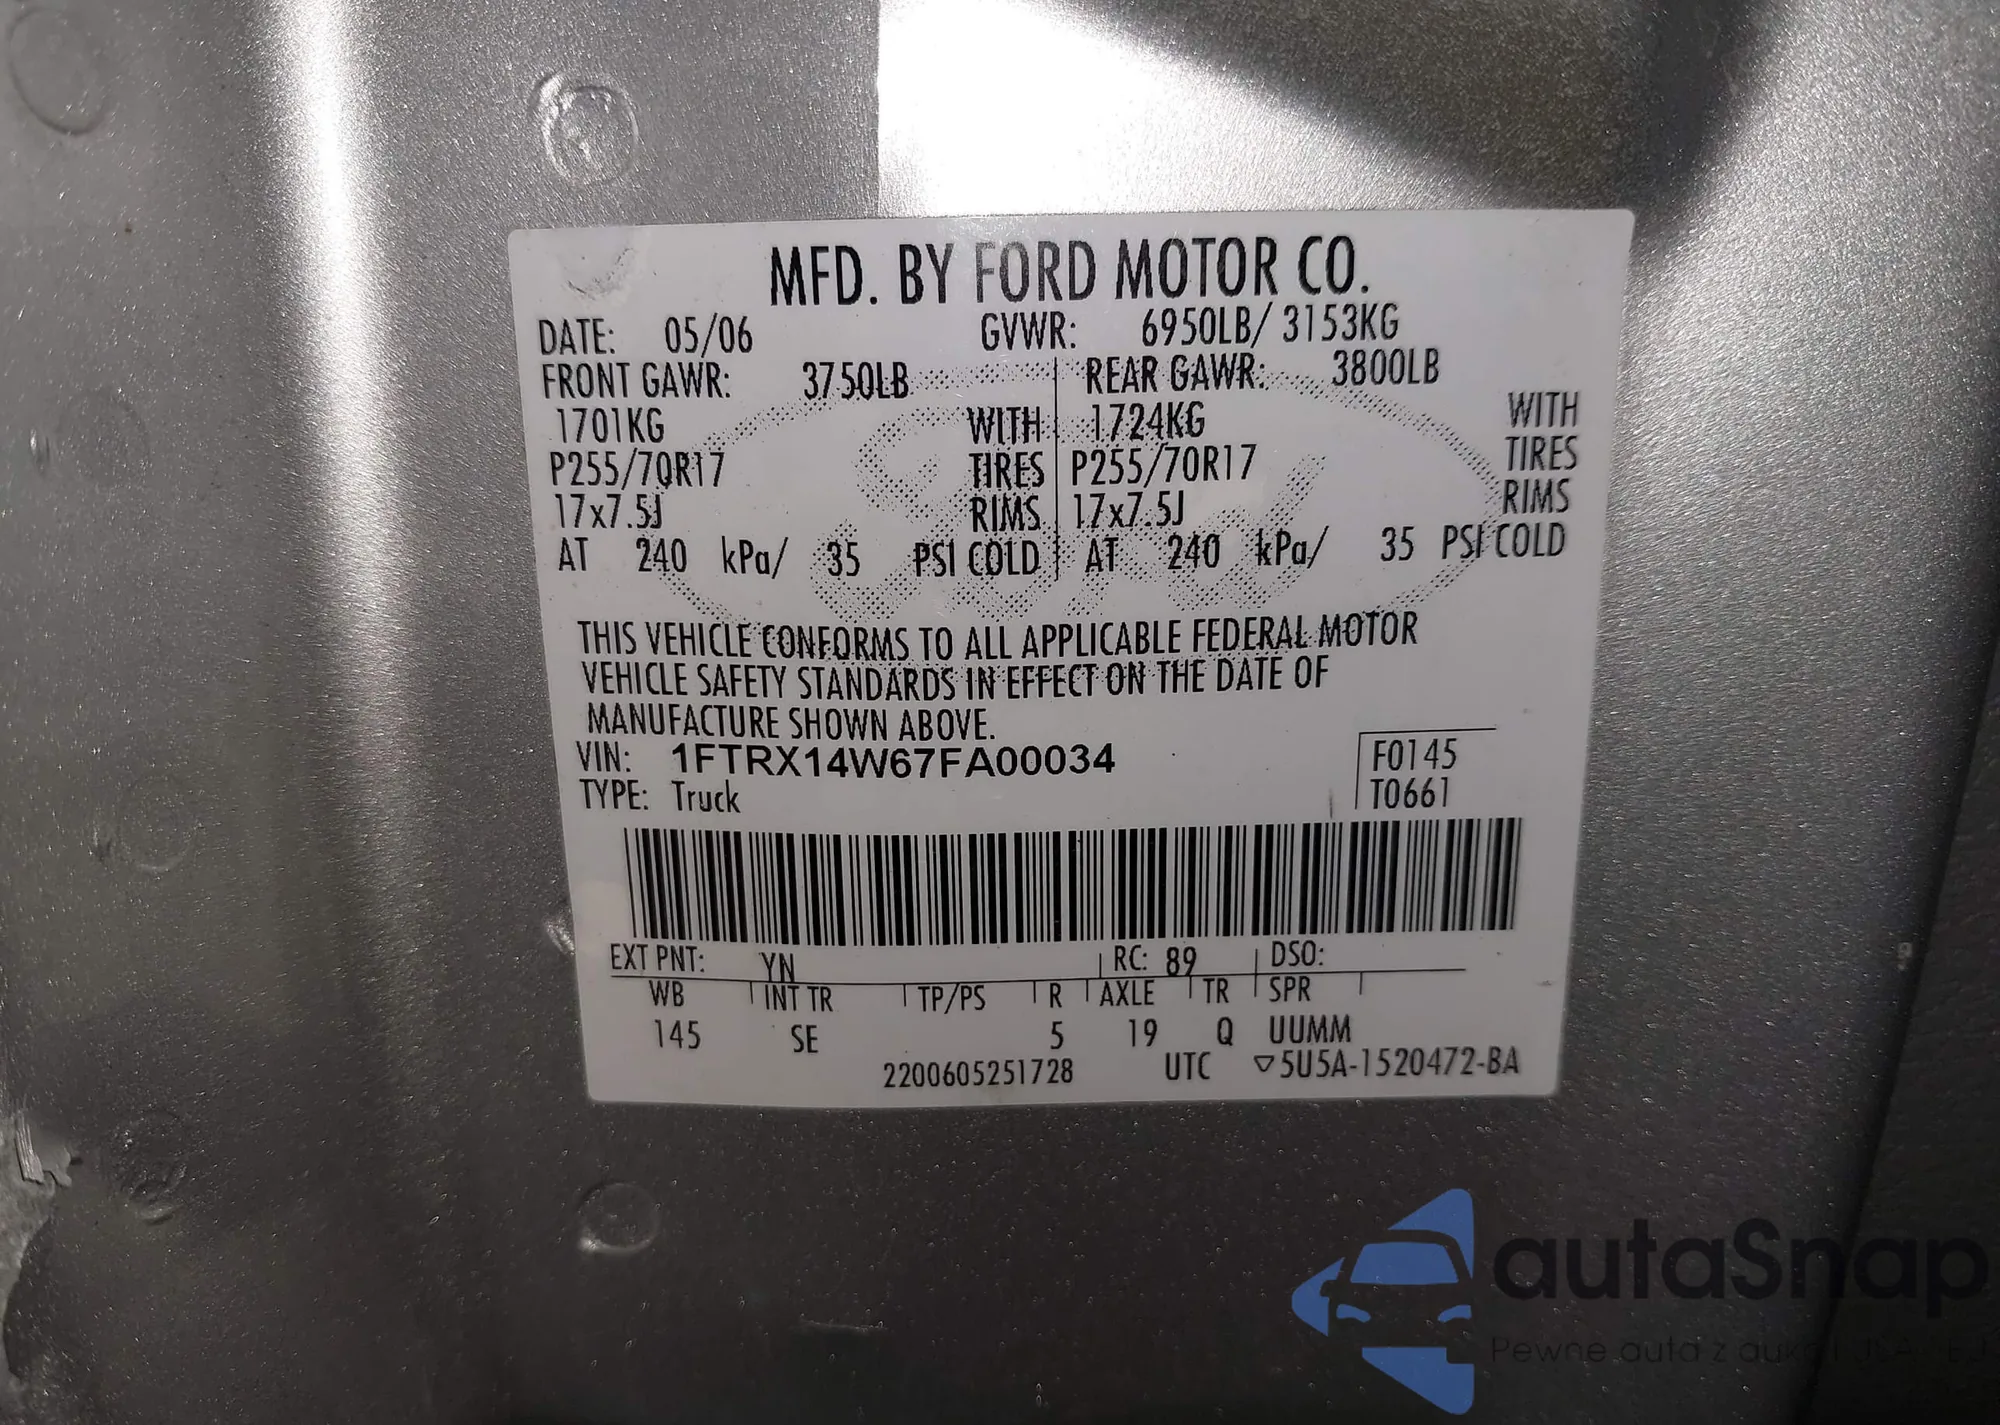 MFD. BY FORD MOTOR CO.
DATE: 05/06 GVWR: 6950LB/ 3153KG
FRONT GAWR: 3750LB REAR GAWR: 3800LB
1701KG WITH 1724KG WITH
P255/70R17 TIRES P255/70R17 TIRES
17x7.5J RIMS 17x7.5J RIMS
AT 240 kPa/ 35 PSI COLD AT 240 kPa/ 35 PSI COLD
THIS VEHICLE CONFORMS TO ALL APPLICABLE FEDERAL MOTOR
VEHICLE SAFETY STANDARDS IN EFFECT ON THE DATE OF
MANUFACTURE SHOWN ABOVE.
VIN: 1FTRX14W67FA00034 F0145
TYPE: Truck T0661
EXT PNT: YN RC: 89 DSO:
WB INT TR TP/PS R AXLE TR SPR
145 SE 5 19 Q UUMM
2200605251728 UTC ▽5U5A-1520472-BA
autaSnap
Pewne auta z